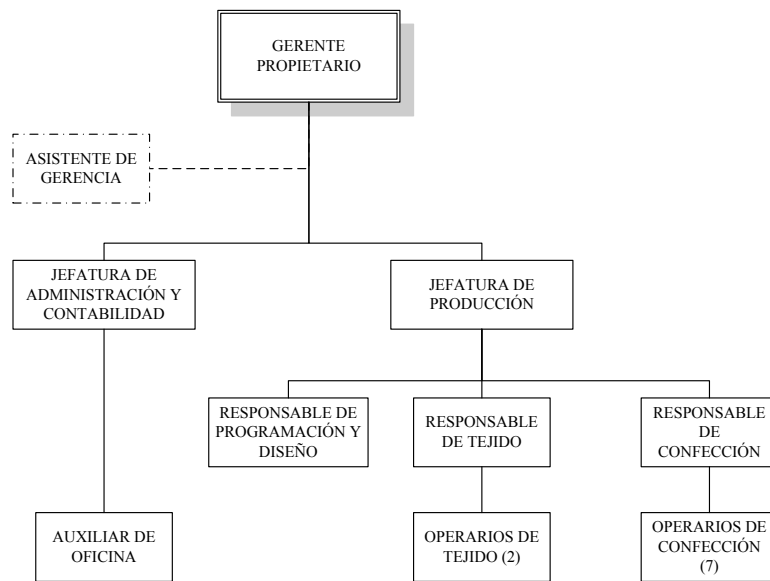 GERENTE
PROPIETARIO
ASISTENTE DE
GERENCIA
JEFATURA DE
ADMINISTRACIÓN Y
CONTABILIDAD
JEFATURA DE
PRODUCCIÓN
RESPONSABLE DE
PROGRAMACIÓN Y
DISEÑO
RESPONSABLE
DE TEJIDO
RESPONSABLE
DE
CONFECCIÓN
AUXILIAR DE
OFICINA
OPERARIOS DE
TEJIDO (2)
OPERARIOS DE
CONFECCIÓN
(7)